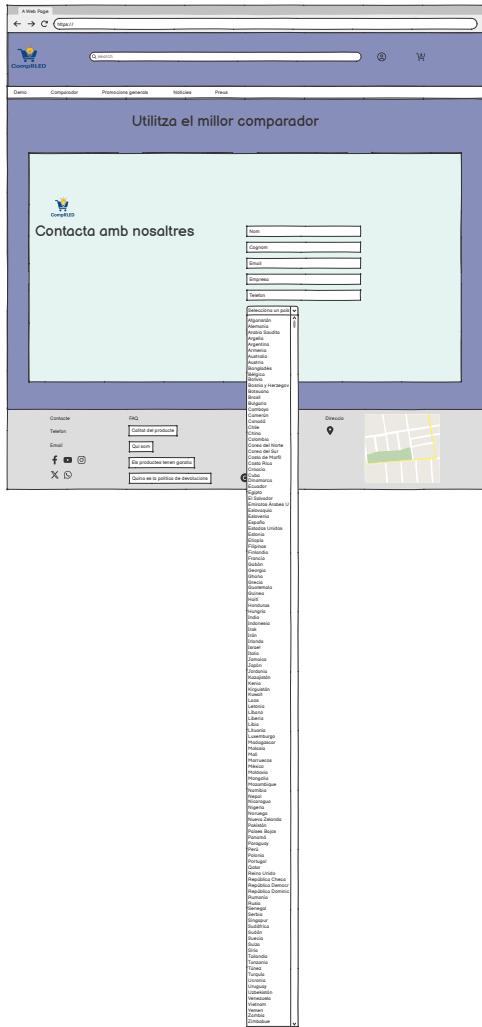 A Web Page
https://
CompRLED
search
Demo
Comparador
Promocions generals
Noticies
Preus
Utilitza el millor comparador
CompRLED
Contacta amb nosaltres
Nom
Cognom
Email
Empresa
Telefon
Selecciona un país
Afganistán
Alemania
Arabia Saudita
Argelia
Argentina
Armenia
Australia
Austria
Bangladés
Bélgica
Bolivia
Bosnia y Herzegov
Botsuana
Brasil
Bulgaria
Camboya
Camerún
Canadá
Chile
China
Colombia
Corea del Norte
Corea del Sur
Costa de Marfil
Costa Rica
Croacia
Cuba
Dinamarca
Ecuador
Egipto
El Salvador
Emiratos Árabes U
Eslovaquia
Eslovenia
España
Estados Unidos
Estonia
Etiopía
Filipinas
Finlandia
Francia
Gabón
Georgia
Ghana
Grecia
Guatemala
Guinea
Haití
Honduras
Hungría
India
Indonesia
Irak
Irán
Irlanda
Israel
Italia
Jamaica
Japón
Jordania
Kazajistán
Kenia
Kirguistán
Kuwait
Laos
Letonia
Líbano
Liberia
Libia
Lituania
Luxemburgo
Madagascar
Malasia
Malí
Marruecos
México
Moldavia
Mongolia
Mozambique
Namibia
Nepal
Nicaragua
Nigeria
Noruega
Nueva Zelanda
Pakistán
Países Bajos
Panamá
Paraguay
Perú
Polonia
Portugal
Qatar
Reino Unido
República Checa
República Democr
República Dominic
Rumanía
Rusia
Senegal
Serbia
Singapur
Sudáfrica
Sudán
Suecia
Suiza
Siria
Tailandia
Tanzania
Túnez
Turquía
Ucrania
Uruguay
Uzbekistán
Venezuela
Vietnam
Yemen
Zambia
Zimbabue
Contacte
Telefon
Email
FAQ
Calitat del producte
Qui som
Els productes tenen garatia
Quina es la politica de devolucions
Direccio